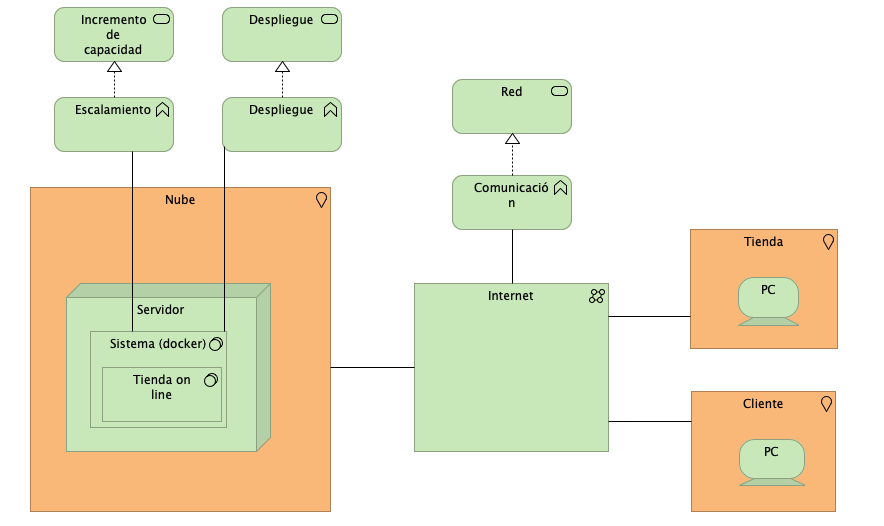 Incremento
de
capacidad
Despliegue
Escalamiento
Despliegue
Red
Comunicació
n
Nube
Servidor
Sistema (docker)
Tienda on
line
Internet
Tienda
PC
Cliente
PC